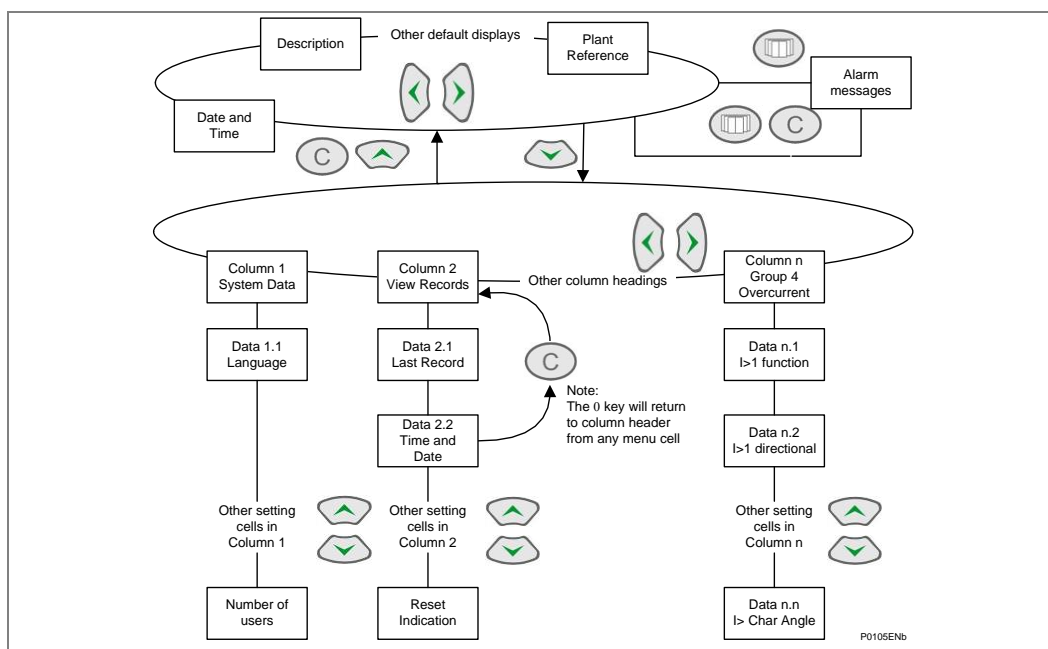 Description
Other default displays
Plant
Reference
Alarm
messages
Date and
Time
C
C
Column 1
System Data
Column 2
View Records
Other column headings
Column n
Group 4
Overcurrent
Data 1.1
Language
Data 2.1
Last Record
C
Data n.1
I>1 function
Note:
The 0 key will return
to column header
from any menu cell
Data 2.2
Time and
Date
Data n.2
I>1 directional
Other setting
cells in
Column 1
Other setting
cells in
Column 2
Other setting
cells in
Column n
Number of
users
Reset
Indication
Data n.n
I> Char Angle
P0105ENb